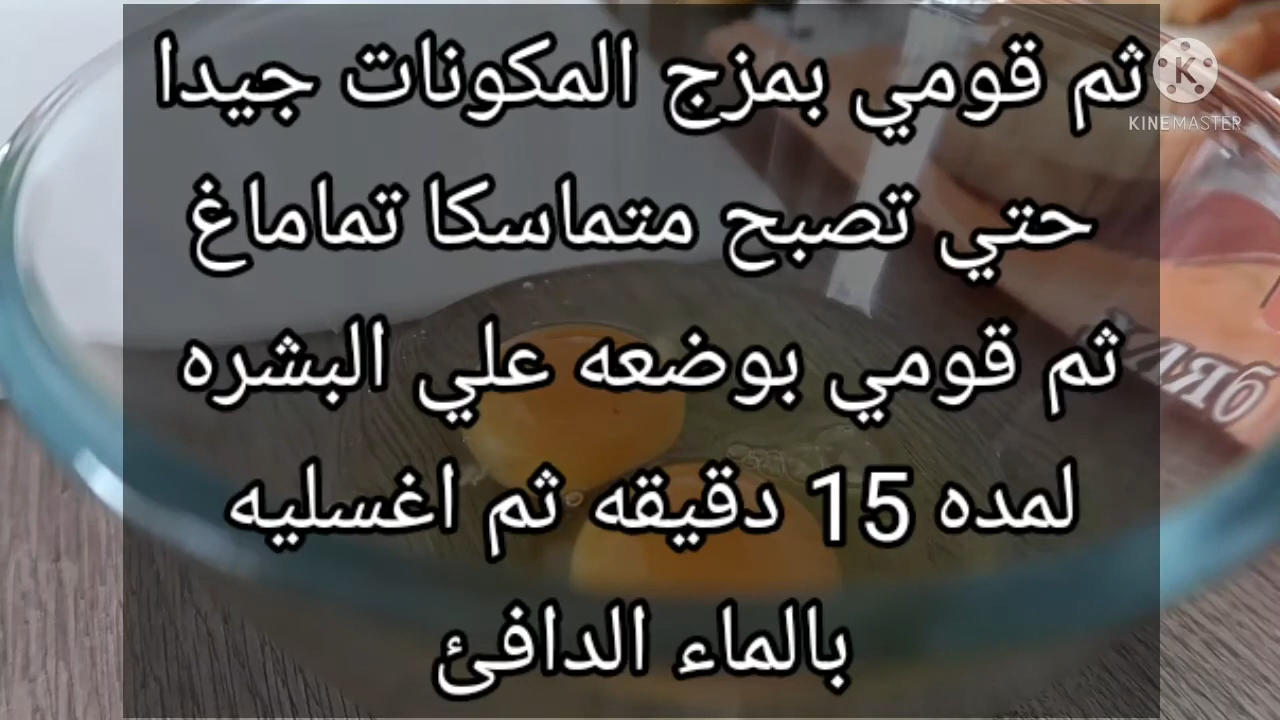 ثم قومي بمزج المكونات جيدا
حتي تصبح متماسكا تماماغ
ثم قومي بوضعه علي البشره
لمده 15 دقيقه ثم اغسليه
بالماء الدافئ
KINEMASTER